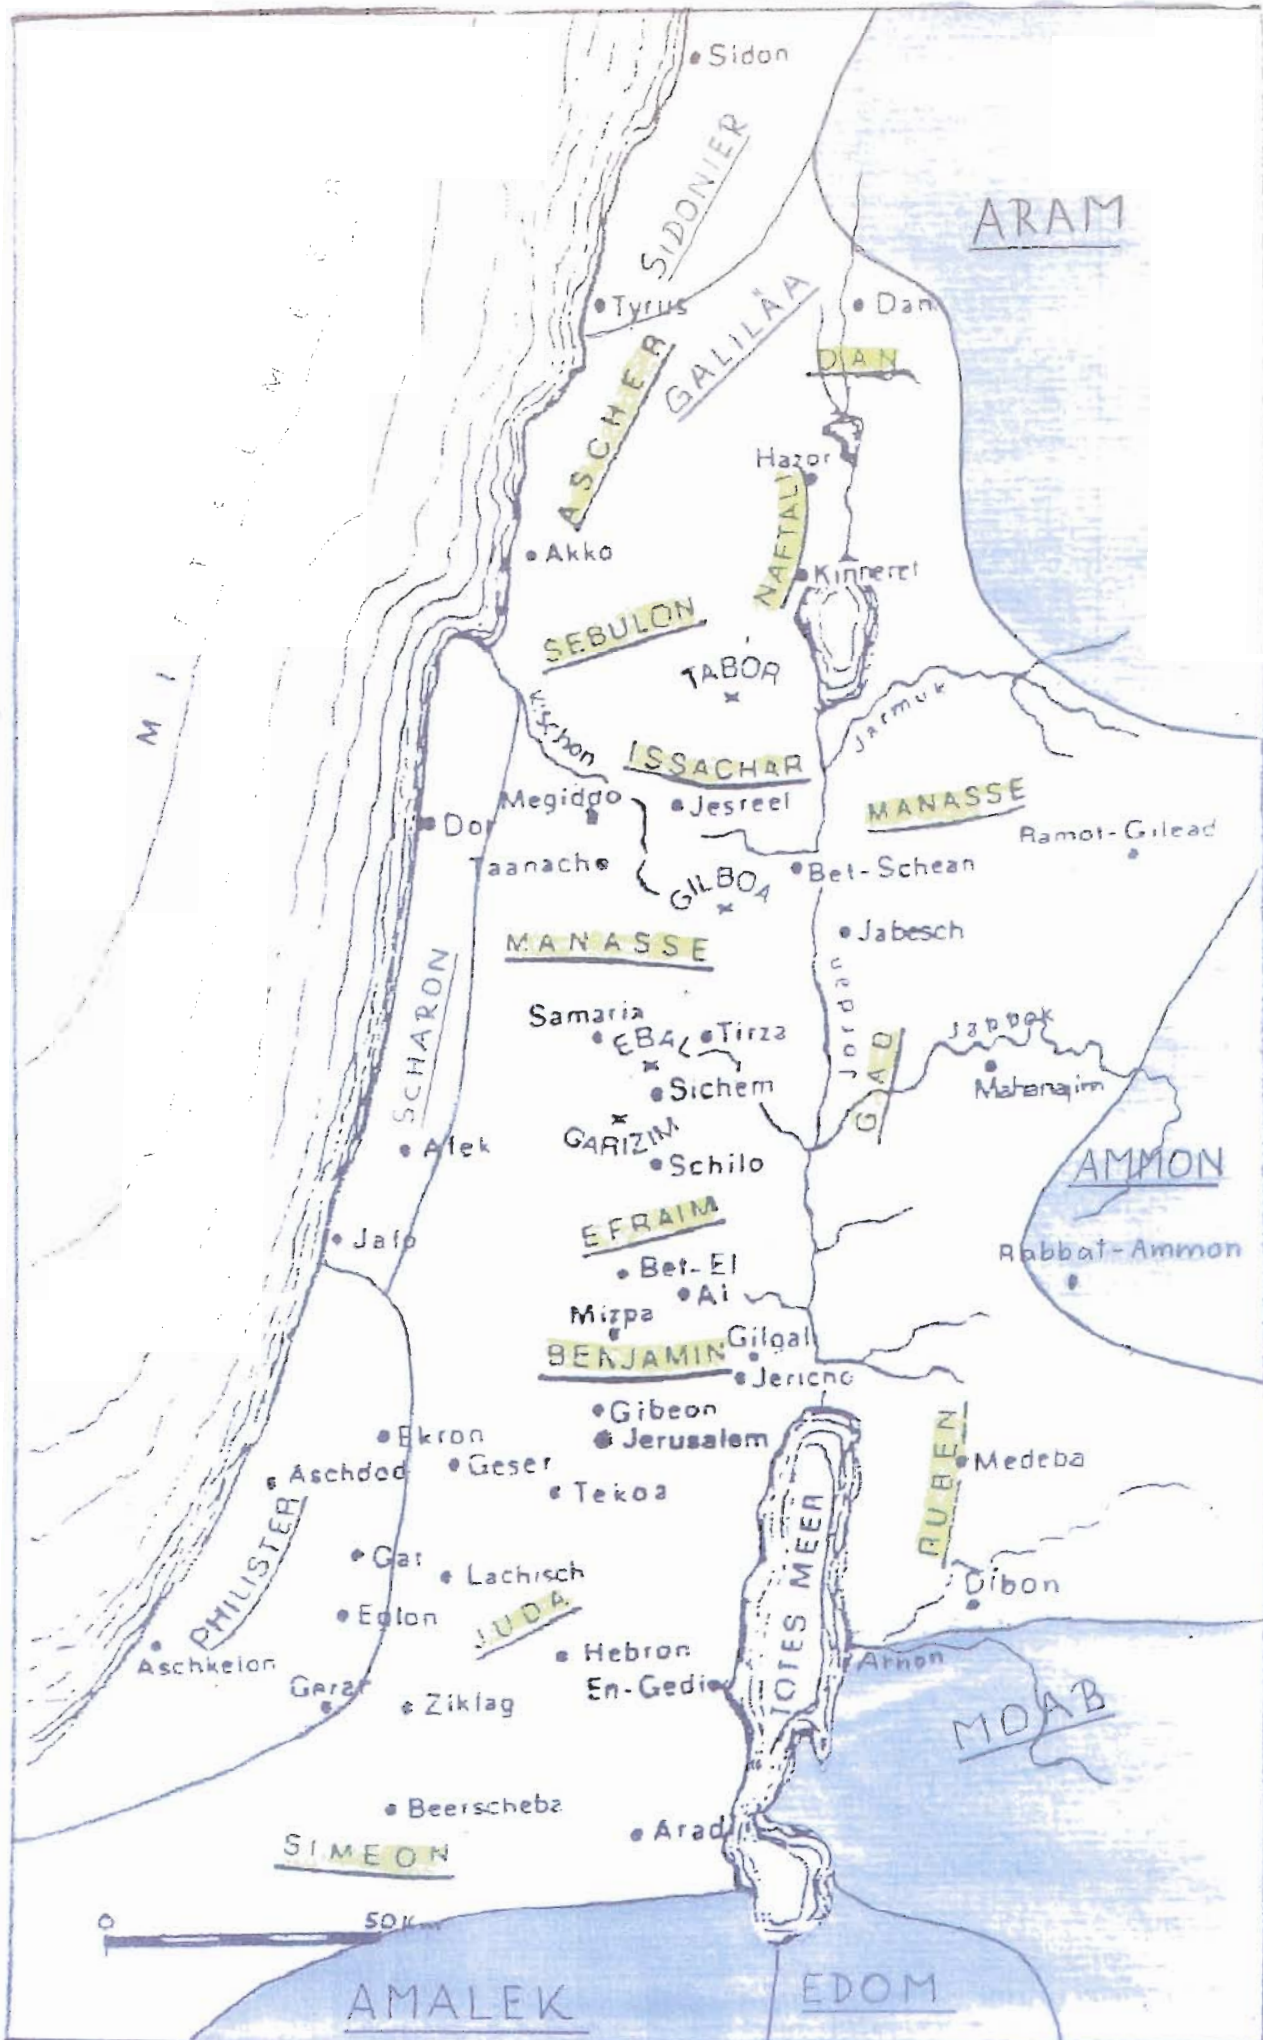 Sidon
SIDONIER
ARAM
Tyrus
GALILÄA
Dan
DAN
ASCHER
Hazor
NAFTALI
Akko
Kinneret
SEBULON
TABOR
Kischon
Jarmuk
ISSACHAR
Megiddo
Jesreel
MANASSE
Dor
Ramot-Gilead
Taanach
Bet-Schean
GILBOA
Jabesch
MANASSE
Jordan
SCHARON
Samaria
EBAL
Tirza
GAD
Jabbok
Sichem
Mahanajim
GARIZIM
Afek
Schilo
AMMON
EFRAIM
Jafo
Rabbat-Ammon
Bet-El
Ai
Mizpa
Gilgal
BENJAMIN
Jericho
Gibeon
Ekron
Jerusalem
RUBEN
Medeba
Aschdod
Geser
Tekoa
PHILISTER
TOTES MEER
Gat
Lachisch
Dibon
Eglon
JUDA
Aschkelon
Hebron
Arnon
Gerar
Ziklag
En-Gedi
MOAB
Beerscheba
Arad
SIMEON
0
50 Km
AMALEK
EDOM